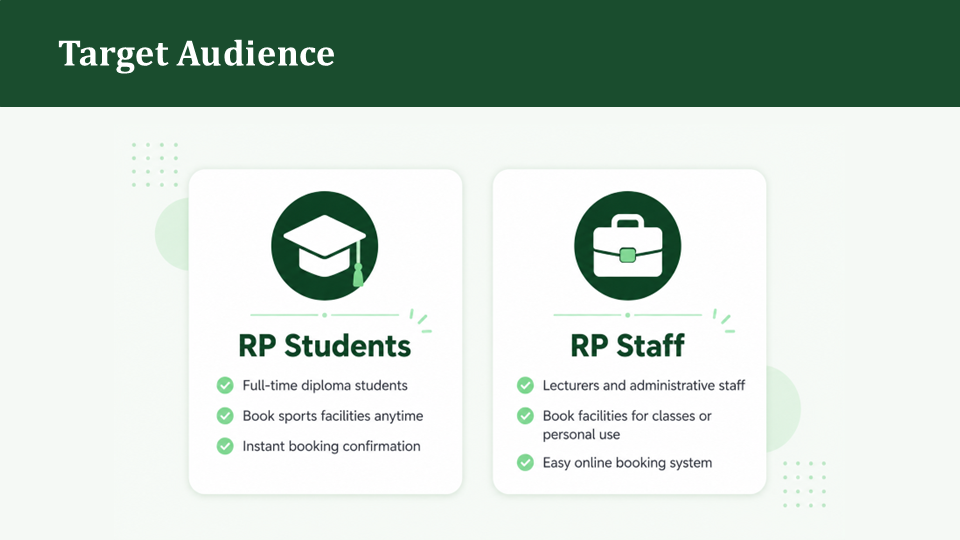 Target Audience
RP Students
Full-time diploma students
Book sports facilities anytime
Instant booking confirmation
RP Staff
Lecturers and administrative staff
Book facilities for classes or
personal use
Easy online booking system